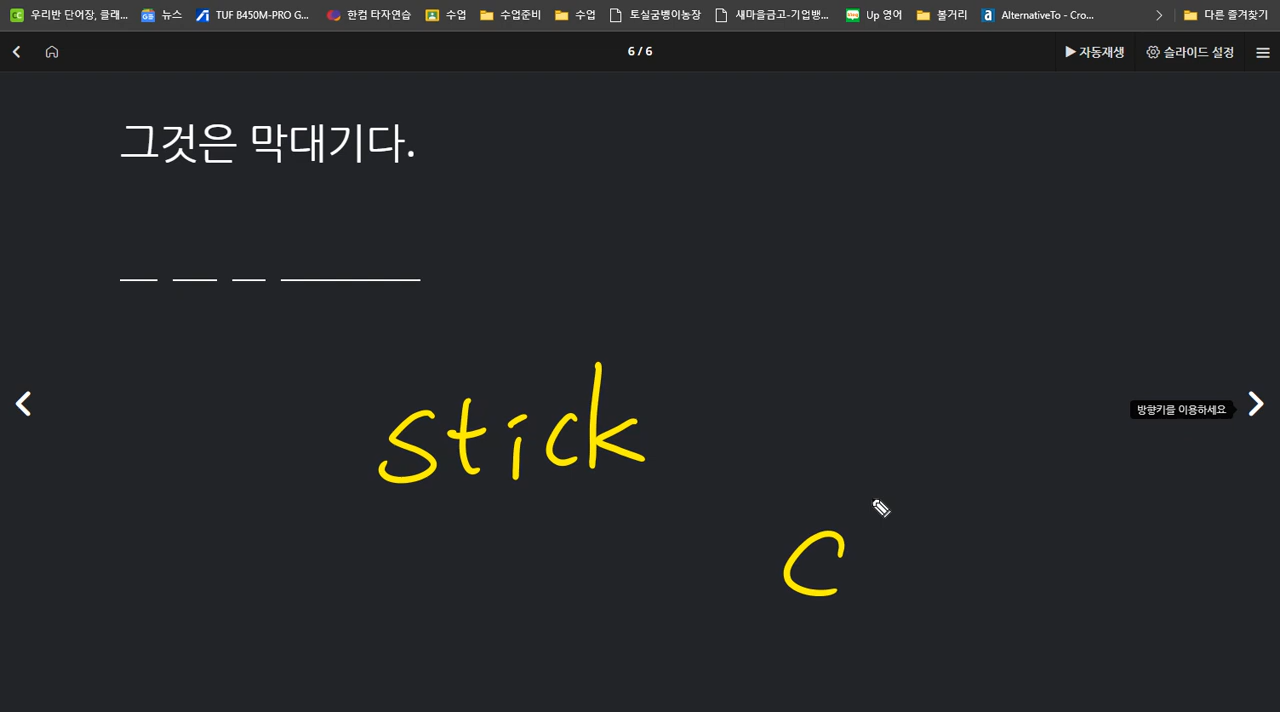 우리반 단어장, 클래... 뉴스 TUF B450M-PRO G... 한컴 타자연습 수업 수업준비 수업 토실굼벵이농장 새마을금고-기업뱅... Up 영어 볼거리 AlternativeTo - Cro... 다른 즐겨찾기
6 / 6 자동재생 슬라이드 설정
그것은 막대기다.
방향키를 이용하세요
stick
c